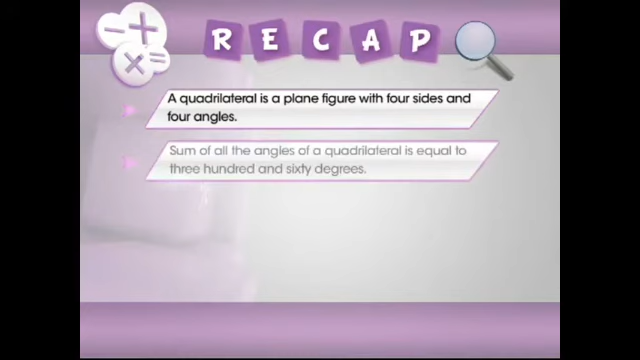 RECAP
A quadrilateral is a plane figure with four sides and
four angles.
Sum of all the angles of a quadrilateral is equal to
three hundred and sixty degrees.